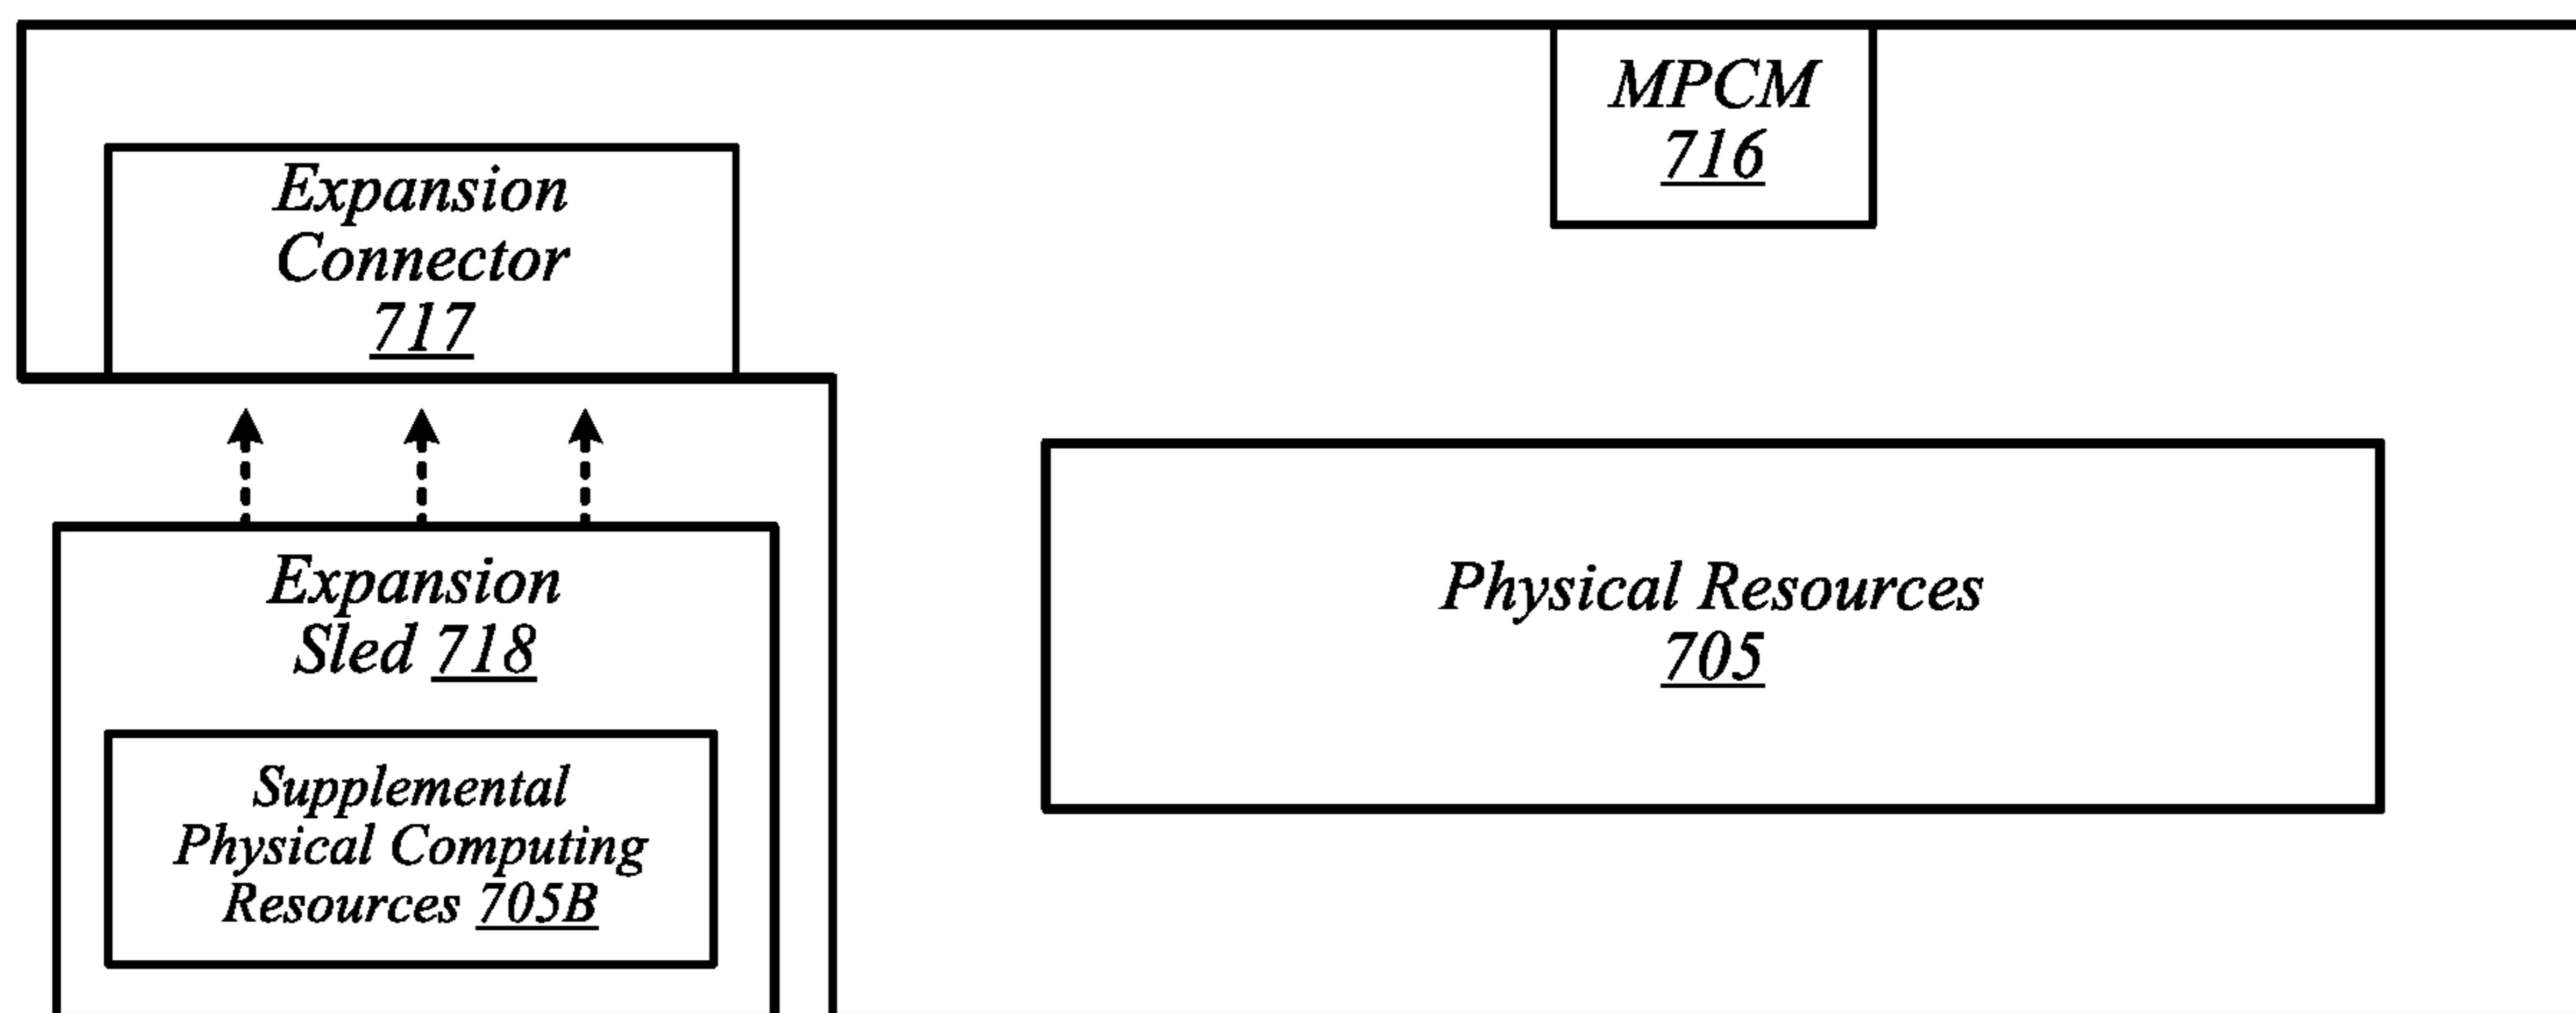 MPCM
716
Expansion
Connector
717
Expansion
Sled 718
Physical Resources
705
Supplemental
Physical Computing
Resources 705B